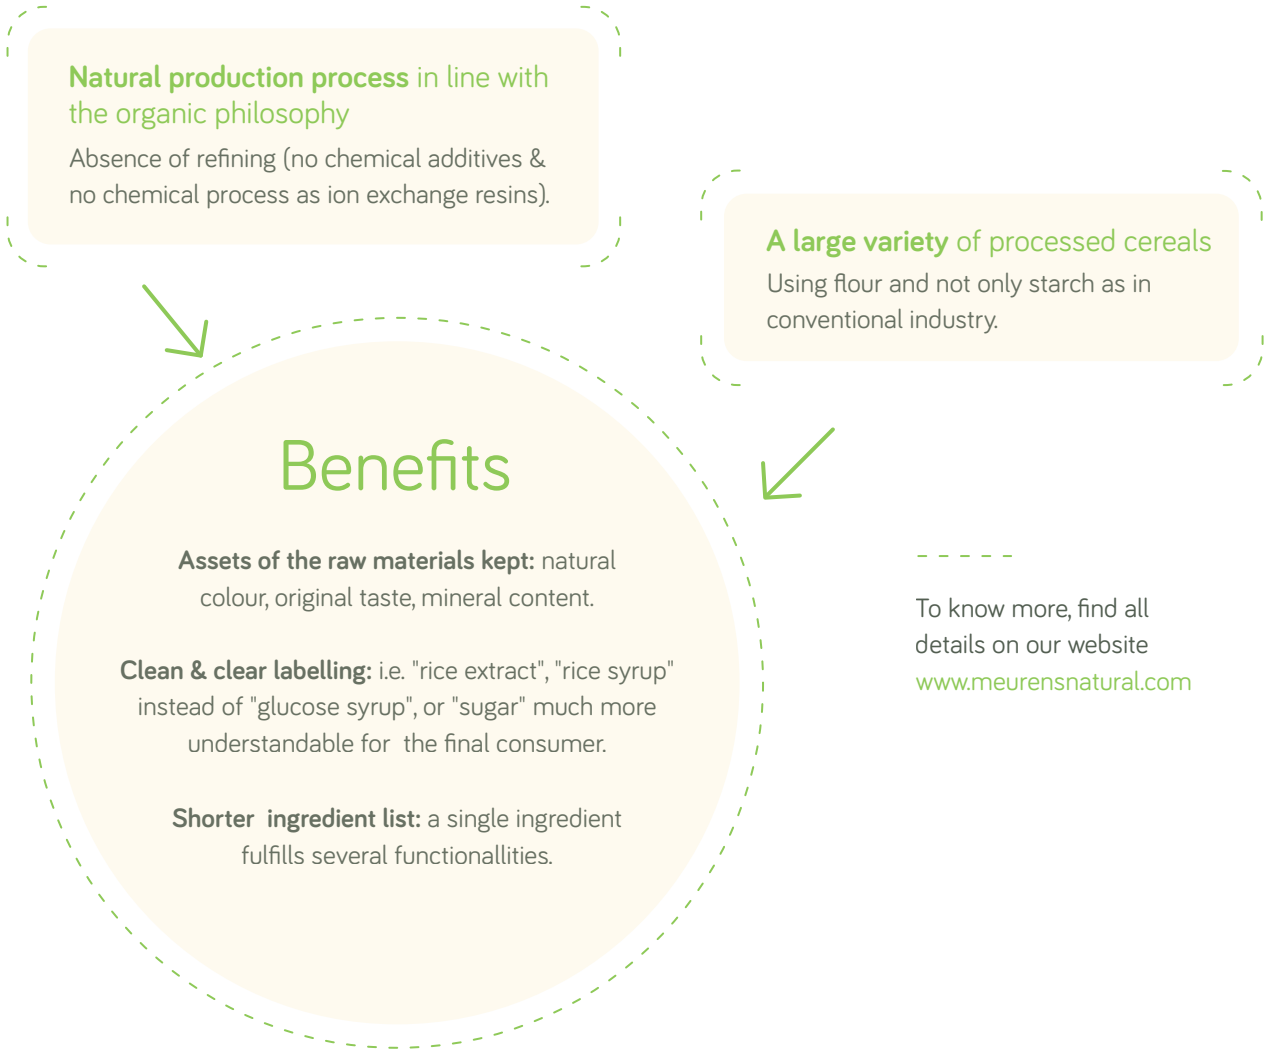 Natural production process in line with
the organic philosophy
Absence of refining (no chemical additives &
no chemical process as ion exchange resins).
A large variety of processed cereals
Using flour and not only starch as in
conventional industry.
Benefits
Assets of the raw materials kept: natural
colour, original taste, mineral content.
Clean & clear labelling: i.e. "rice extract", "rice syrup"
instead of "glucose syrup", or "sugar" much more
understandable for  the final consumer.
Shorter  ingredient list: a single ingredient
fulfills several functionallities.
To know more, find all
details on our website
www.meurensnatural.com